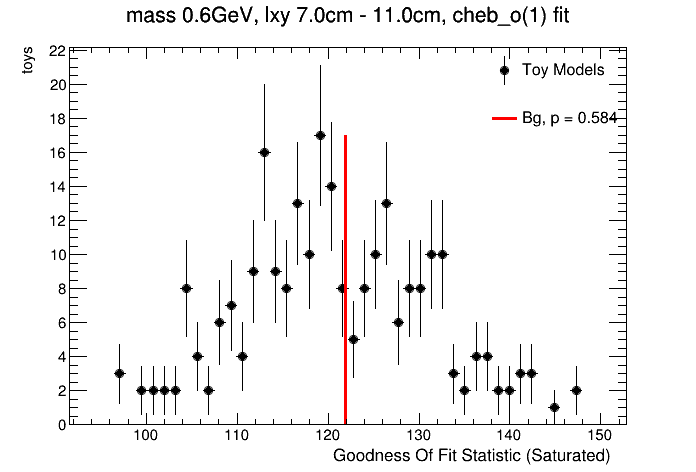 mass 0.6GeV, lxy 7.0cm - 11.0cm, cheb_o(1) fit
toys
22
20
18
16
14
12
10
8
6
4
2
0
Toy Models
Bg, p = 0.584
100 110 120 130 140 150
Goodness Of Fit Statistic (Saturated)